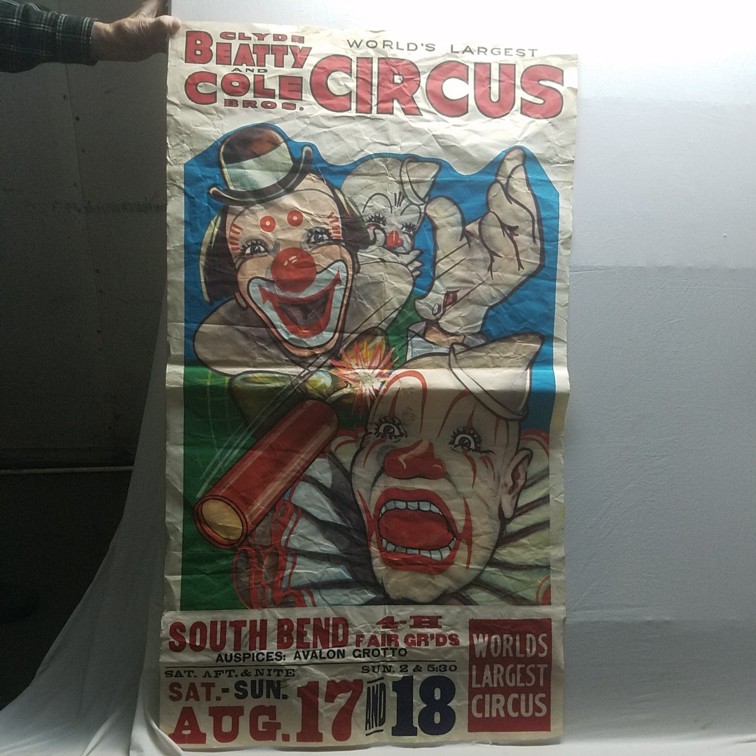 CLYDE
BEATTY
AND
COLE
BROS.
WORLD'S LARGEST
CIRCUS
SOUTH BEND 4-H FAIR GR'DS
AUSPICES: AVALON GROTTO
SAT. AFT. & NITE SUN. 2 & 5:30
SAT.-SUN.
AUG. 17 AND 18
WORLDS
LARGEST
CIRCUS